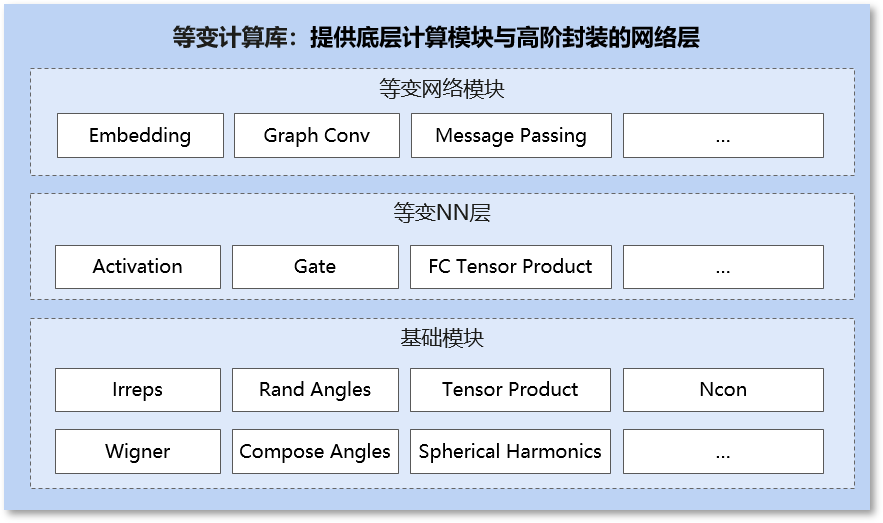 等变计算库：提供底层计算模块与高阶封装的网络层
等变网络模块
Embedding Graph Conv Message Passing ...
等变NN层
Activation Gate FC Tensor Product ...
基础模块
Irreps Rand Angles Tensor Product Ncon
Wigner Compose Angles Spherical Harmonics ...